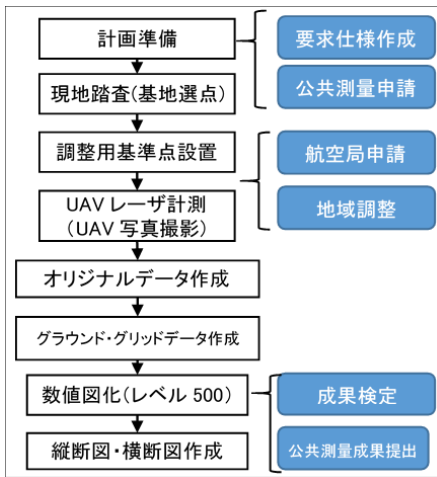 計画準備
要求仕様作成
現地踏査(基地選点)
公共測量申請
調整用基準点設置
航空局申請
UAV レーザ計測
(UAV 写真撮影)
地域調整
オリジナルデータ作成
グラウンド・グリッドデータ作成
数値図化(レベル 500)
成果検定
縦断図・横断図作成
公共測量成果提出